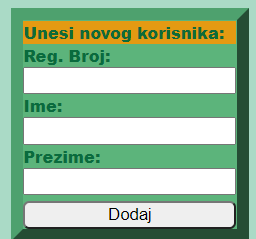 Unesi novog korisnika:
Reg. Broj:
Ime:
Prezime:
Dodaj